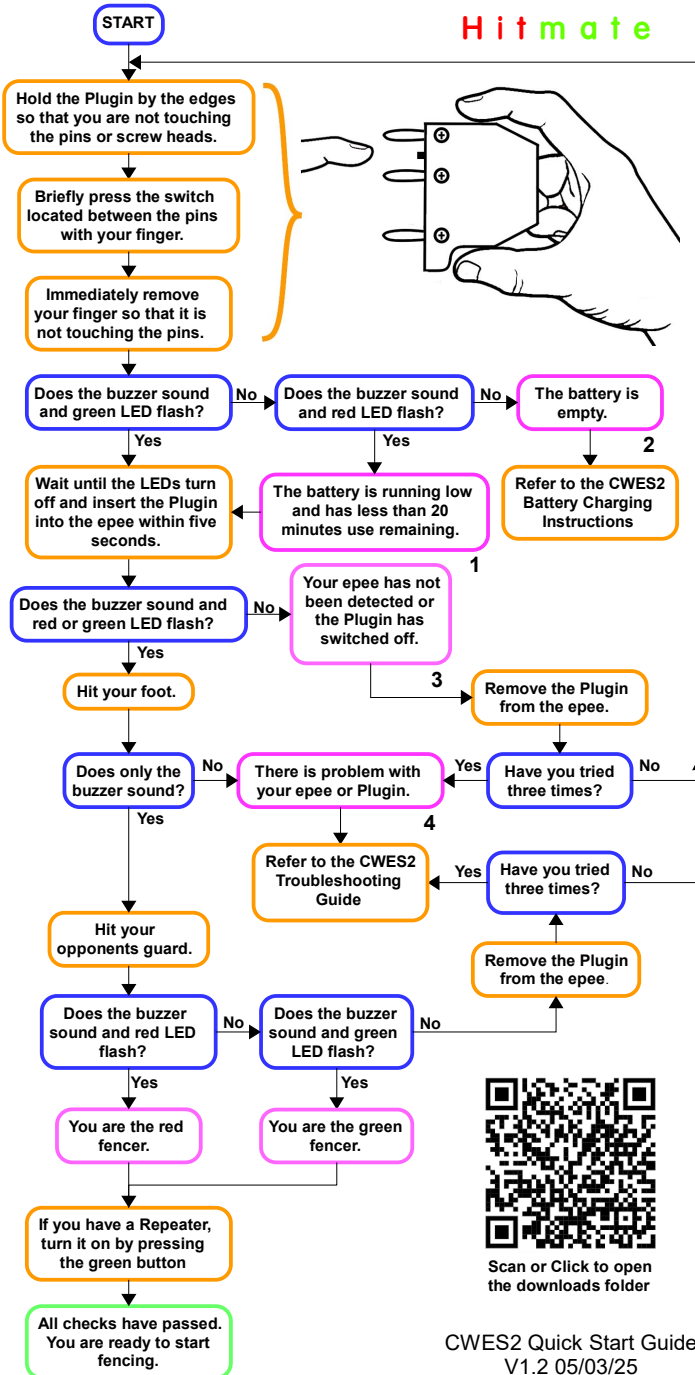 START
Hitmate
Hold the Plugin by the edges
so that you are not touching
the pins or screw heads.
Briefly press the switch
located between the pins
with your finger.
Immediately remove
your finger so that it is
not touching the pins.
Does the buzzer sound
and green LED flash?
No
Does the buzzer sound
and red LED flash?
No
The battery is
empty.
2
Yes
Yes
Wait until the LEDs turn
off and insert the Plugin
into the epee within five
seconds.
The battery is running low
and has less than 20
minutes use remaining.
1
Refer to the CWES2
Battery Charging
Instructions
Does the buzzer sound and
red or green LED flash?
No
Your epee has not
been detected or
the Plugin has
switched off.
3
Yes
Hit your foot.
Remove the Plugin
from the epee.
Does only the
buzzer sound?
No
There is problem with
your epee or Plugin.
4
Yes
Have you tried
three times?
No
Yes
Refer to the CWES2
Troubleshooting
Guide
Yes
Have you tried
three times?
No
Hit your
opponents guard.
Remove the Plugin
from the epee.
Does the buzzer
sound and red LED
flash?
No
Does the buzzer
sound and green
LED flash?
No
Yes
Yes
You are the red
fencer.
You are the green
fencer.
If you have a Repeater,
turn it on by pressing
the green button
All checks have passed.
You are ready to start
fencing.
Scan or Click to open
the downloads folder
CWES2 Quick Start Guide
V1.2 05/03/25